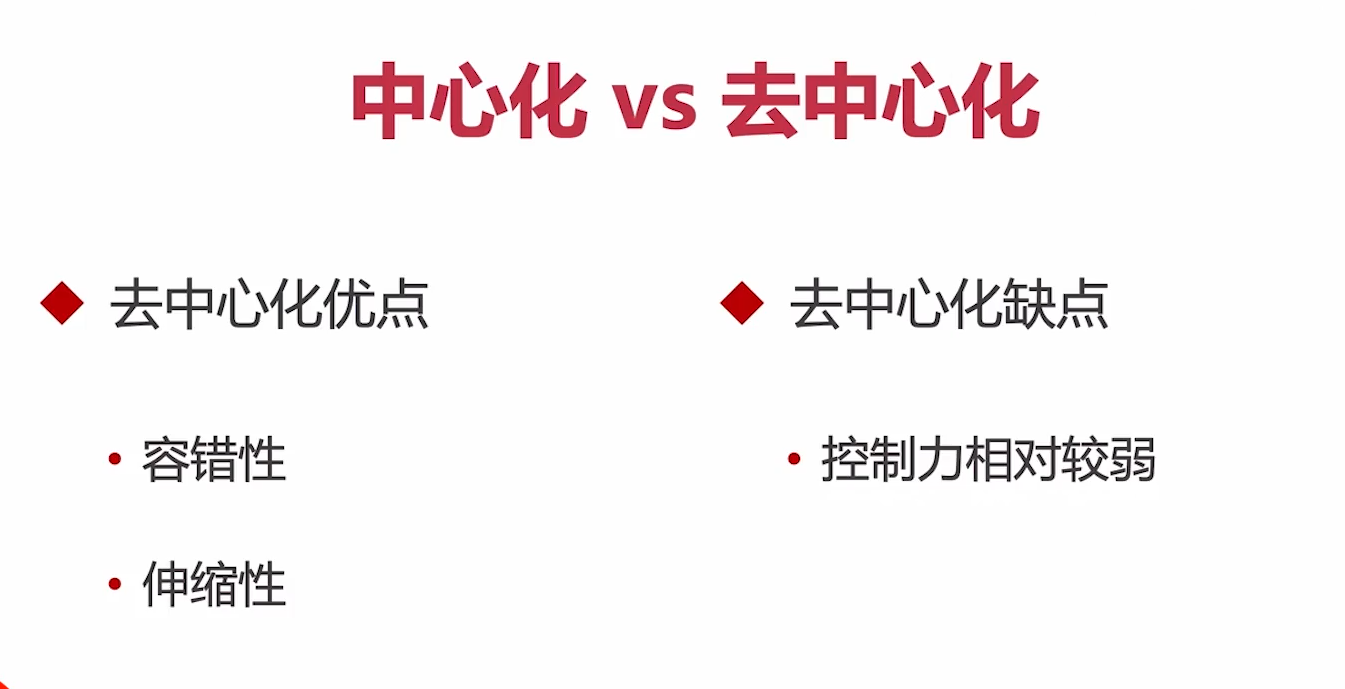 中心化 vs 去中心化
去中心化优点
容错性
伸缩性
去中心化缺点
控制力相对较弱